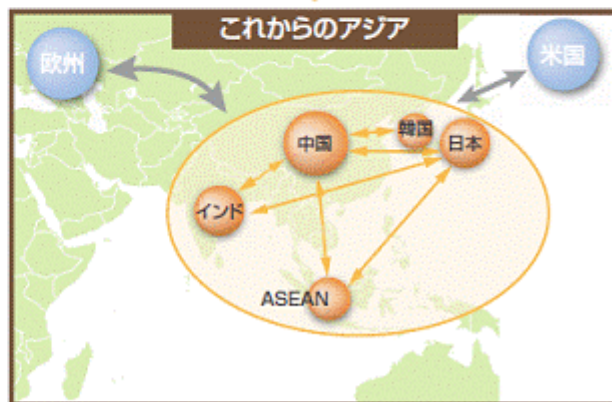 これからのアジア
欧州
米国
中国
韓国
日本
インド
ASEAN